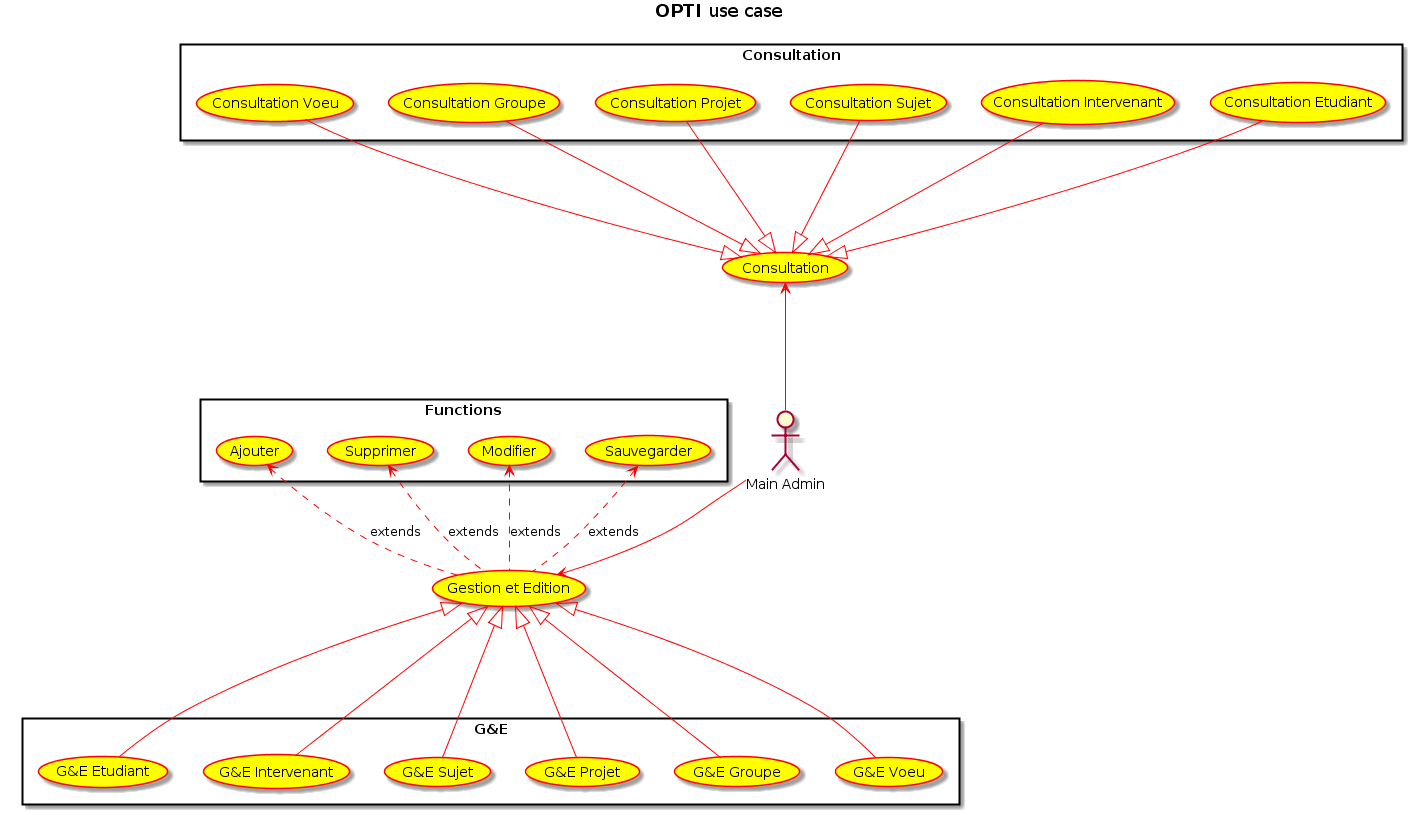 OPTI use case
Consultation
Consultation Voeu
Consultation Groupe
Consultation Projet
Consultation Sujet
Consultation Intervenant
Consultation Etudiant
Consultation
Functions
Ajouter
Supprimer
Modifier
Sauvegarder
Main Admin
extends
extends
extends
extends
Gestion et Edition
G&E
G&E Etudiant
G&E Intervenant
G&E Sujet
G&E Projet
G&E Groupe
G&E Voeu